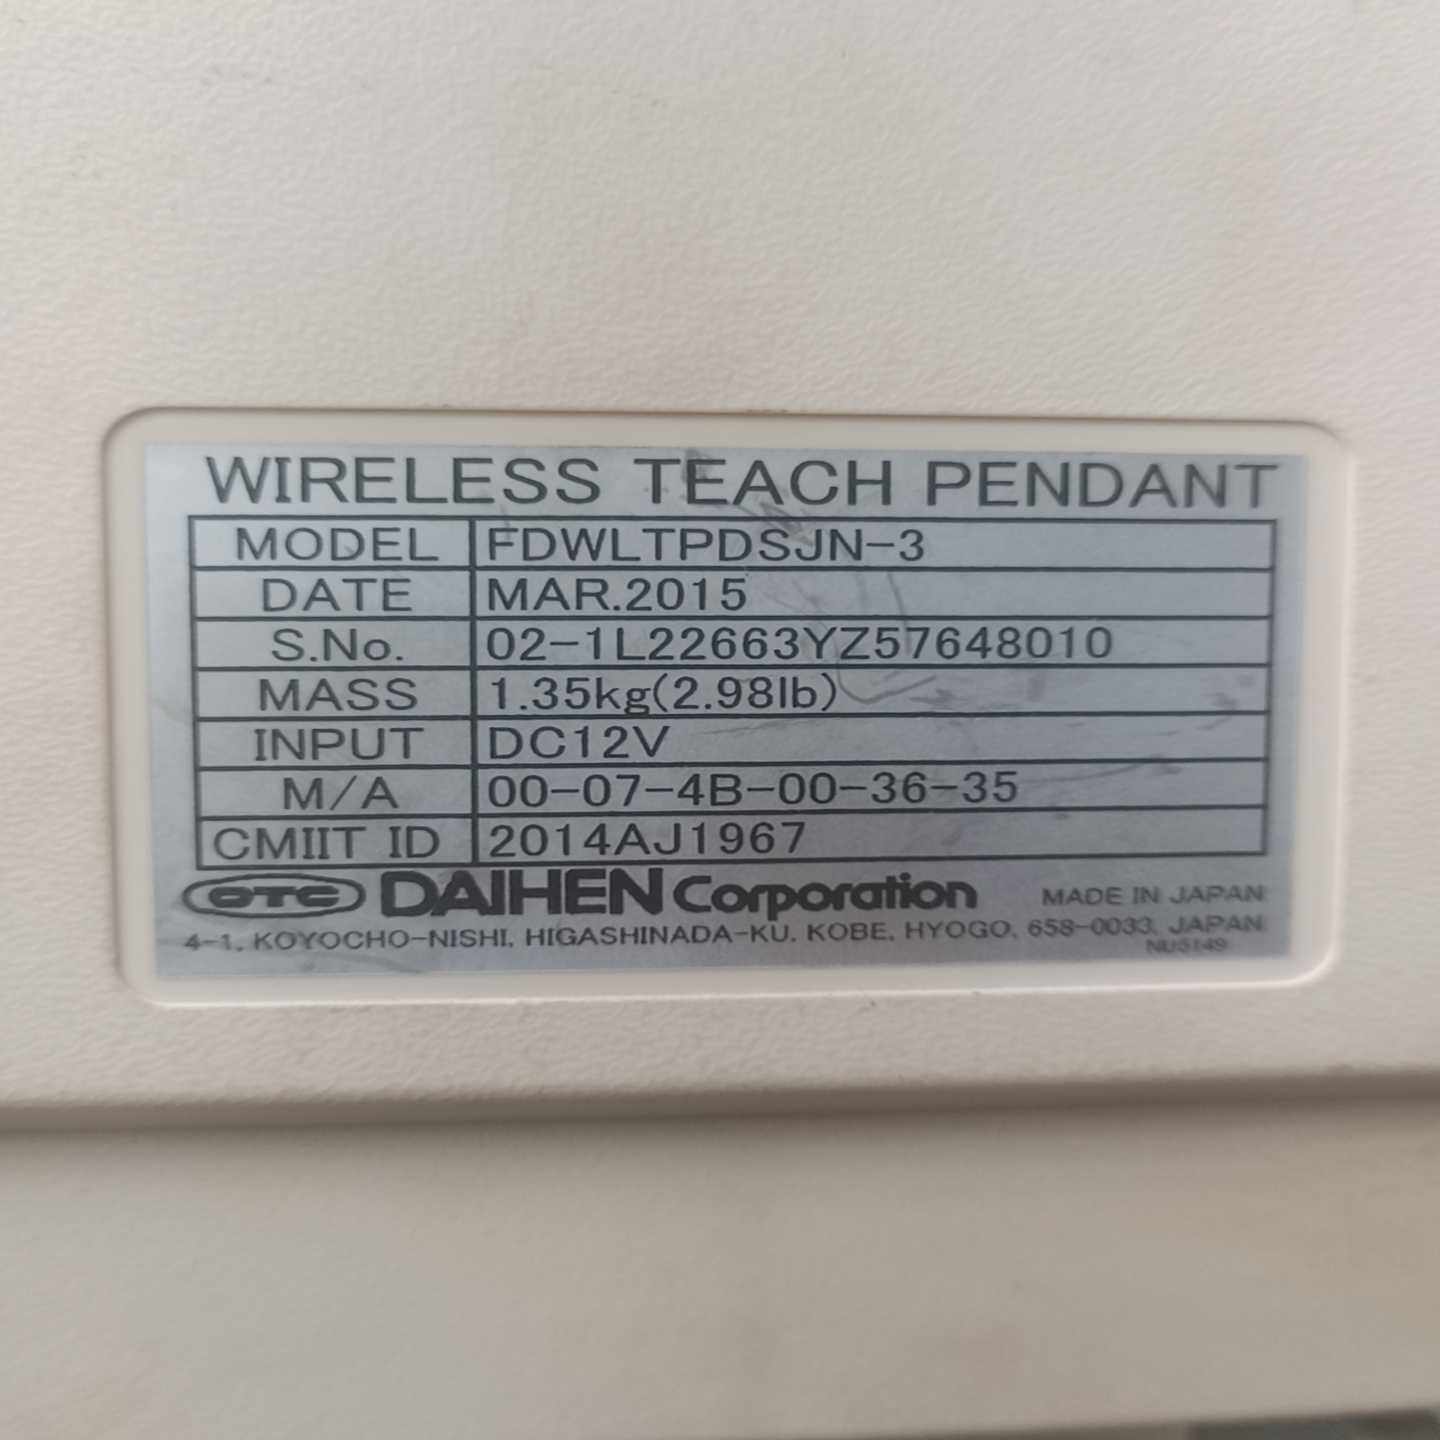 WIRELESS TEACH PENDANT
MODEL FDWLTPDSJN-3
DATE MAR.2015
S.No. 02-1L22663YZ57648010
MASS 1.35kg(2.98lb)
INPUT DC12V
M/A 00-07-4B-00-36-35
CMIIT ID 2014AJ1967
OTC DAIHEN Corporation MADE IN JAPAN
4-1, KOYOCHO-NISHI, HIGASHINADA-KU, KOBE, HYOGO, 658-0033, JAPAN
NU5149